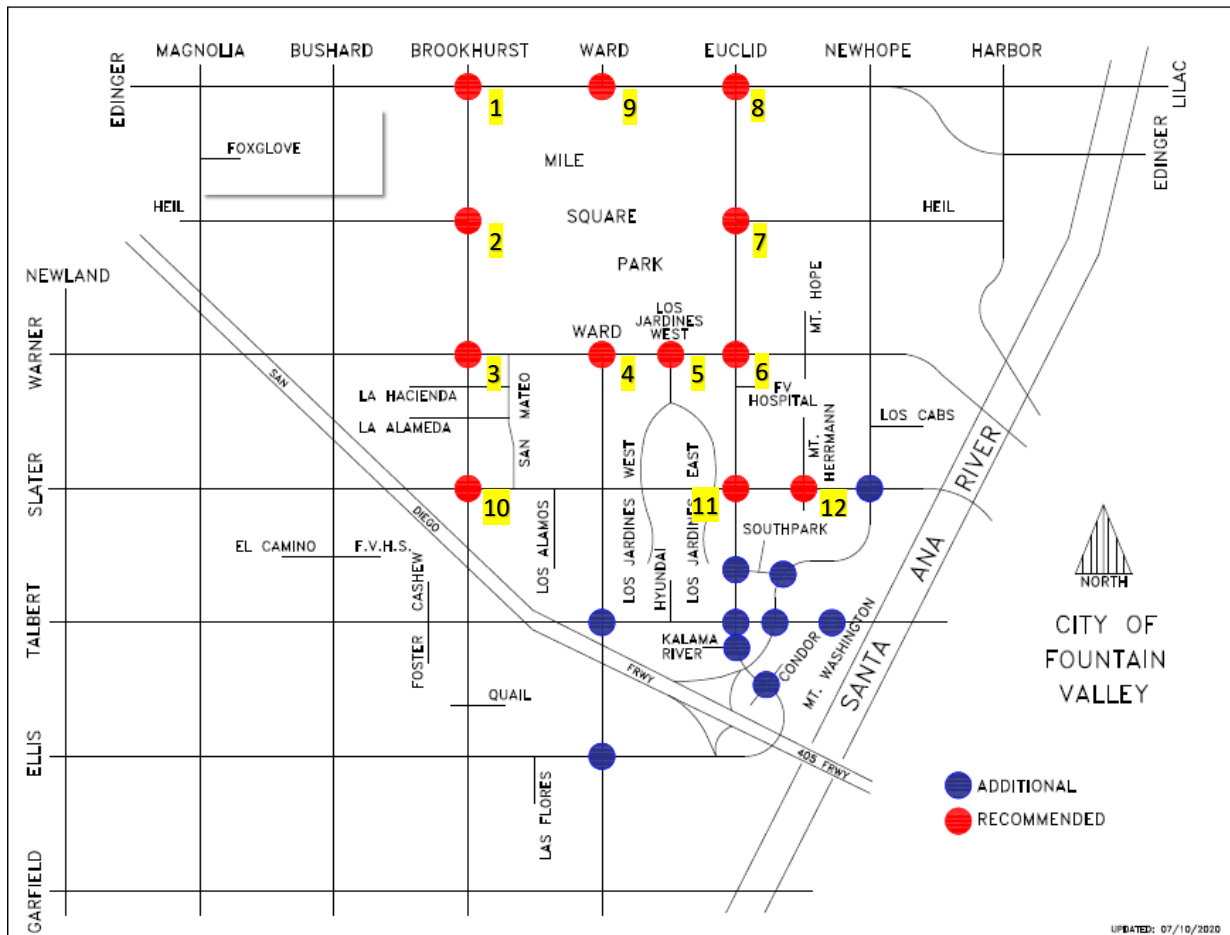 MAGNOLIA
BUSHARD
BROOKHURST
WARD
EUCLID
NEWHOPE
HARBOR
EDINGER
LILAC
1
9
8
EDINGER
FOXGLOVE
MILE
HEIL
SQUARE
HEIL
2
7
PARK
NEWLAND
MT. HOPE
LOS
JARDINES
WEST
WARD
WARNER
3
4
5
6
SAN
LA HACIENDA
FV
HOSPITAL
SAN MATEO
LA ALAMEDA
LOS CABS
MT.
HERRMANN
LOS JARDINES WEST
LOS JARDINES EAST
SLATER
10
11
12
DIEGO
LOS ALAMOS
SOUTHPARK
EL CAMINO
F.V.H.S.
HYUNDAI
SANTA ANA RIVER
NORTH
FOSTER CASHEW
TALBERT
KALAMA
RIVER
CONDOR
MT. WASHINGTON
CITY OF
FOUNTAIN
VALLEY
FRWY
QUAIL
ELLIS
405 FRWY
LAS FLORES
ADDITIONAL
RECOMMENDED
GARFIELD
UPDATED: 07/10/2020